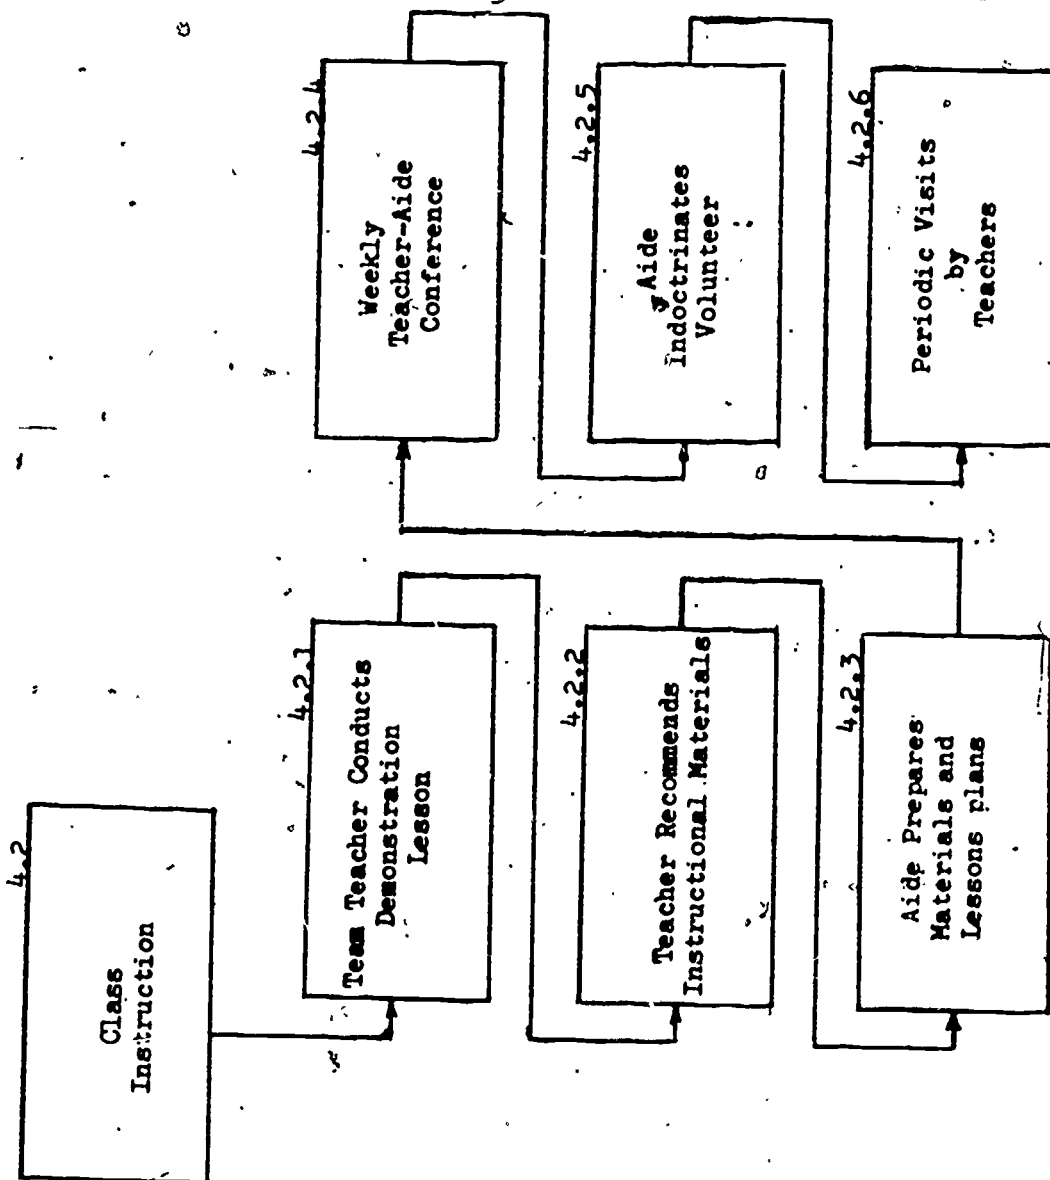 4.2
Class
Instruction
4.2.1
Team Teacher Conducts
Demonstration
Lesson
4.2.2
Teacher Recommends
Instructional Materials
4.2.3
Aide Prepares
Materials and
Lessons plans
4.2.4
Weekly
Teacher-Aide
Conference
4.2.5
Aide
Indoctrinates
Volunteer
4.2.6
Periodic Visits
by
Teachers